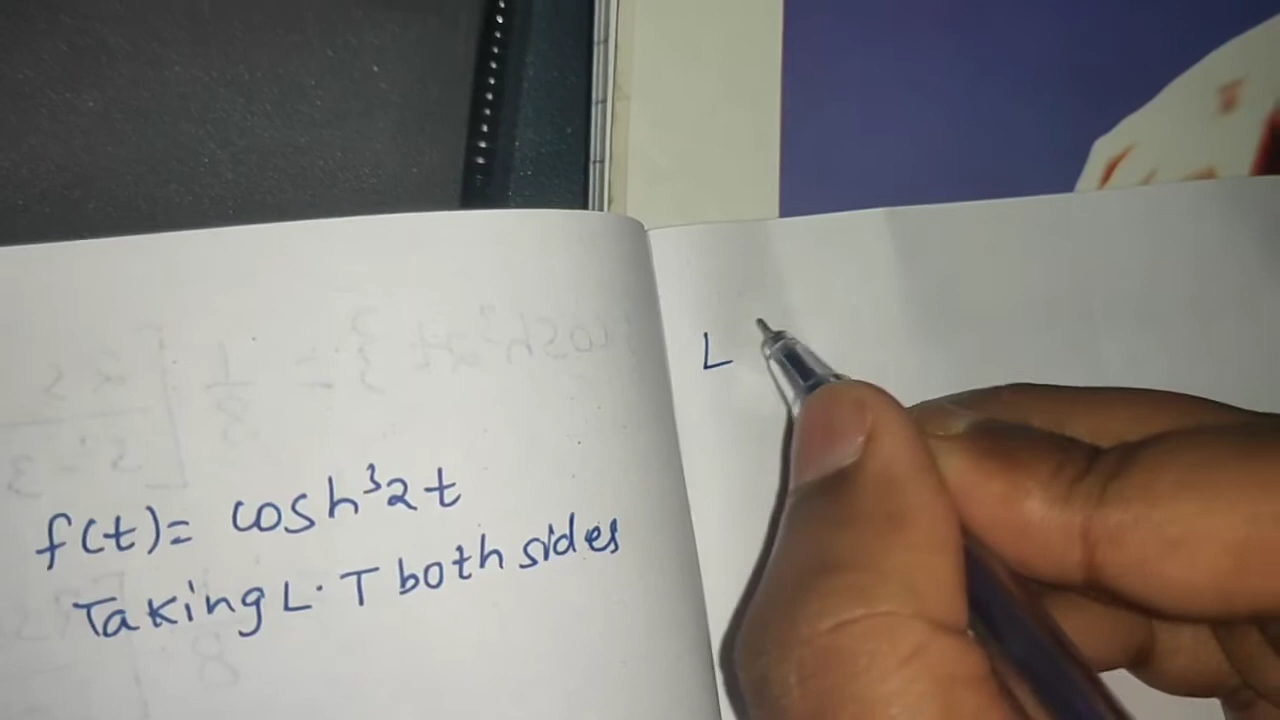 f(t)= cosh³2t
Taking L.T both sides
L